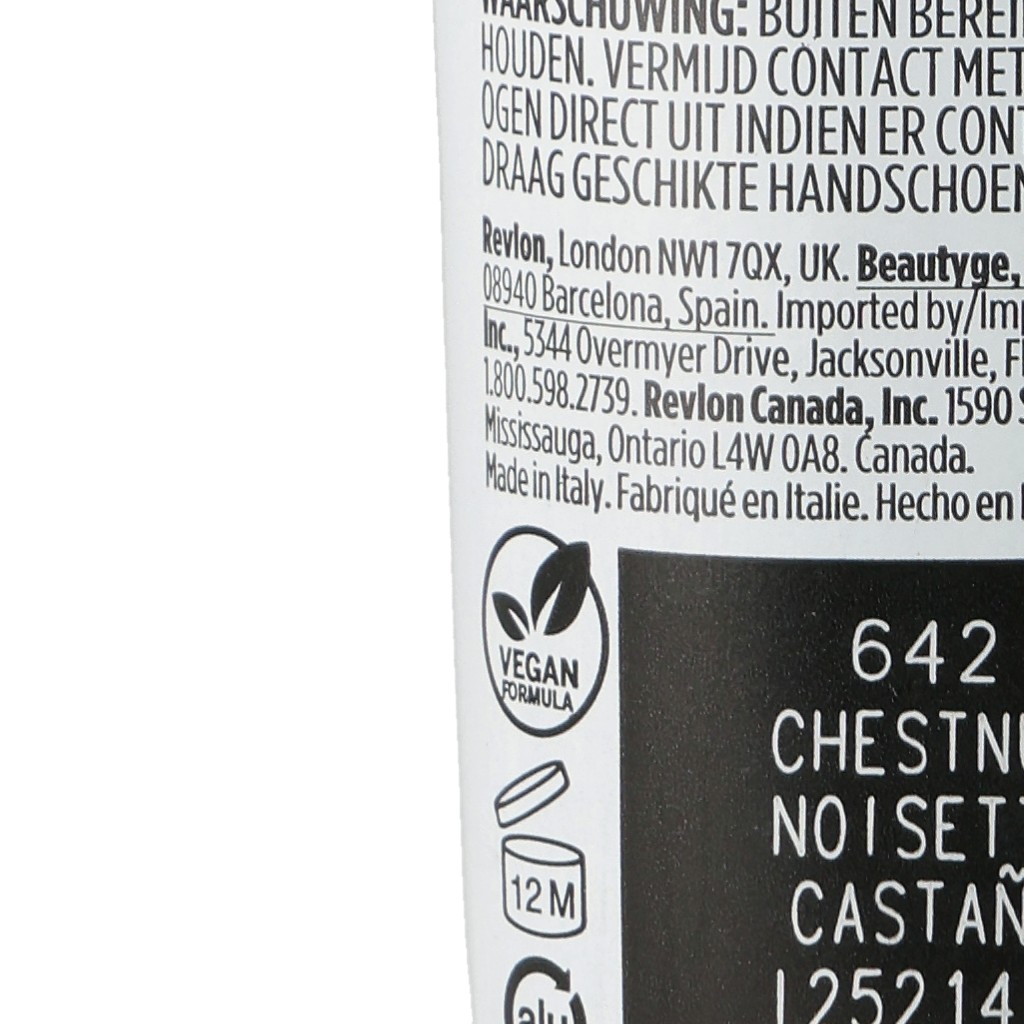 WAARSCHUWING: BUITEN BEREI
HOUDEN. VERMIJD CONTACT MET
OGEN DIRECT UIT INDIEN ER CONT
DRAAG GESCHIKTE HANDSCHOEN
Revlon, London NW1 7QX, UK. Beautyge,
08940 Barcelona, Spain. Imported by/Imp
Inc., 5344 Overmyer Drive, Jacksonville, Fl
1.800.598.2739. Revlon Canada, Inc. 1590 S
Mississauga, Ontario L4W 0A8. Canada.
Made in Italy. Fabriqué en Italie. Hecho en I
VEGAN
FORMULA
642
CHESTNU
NOISETT
CASTAÑ
12 M
125214
alu